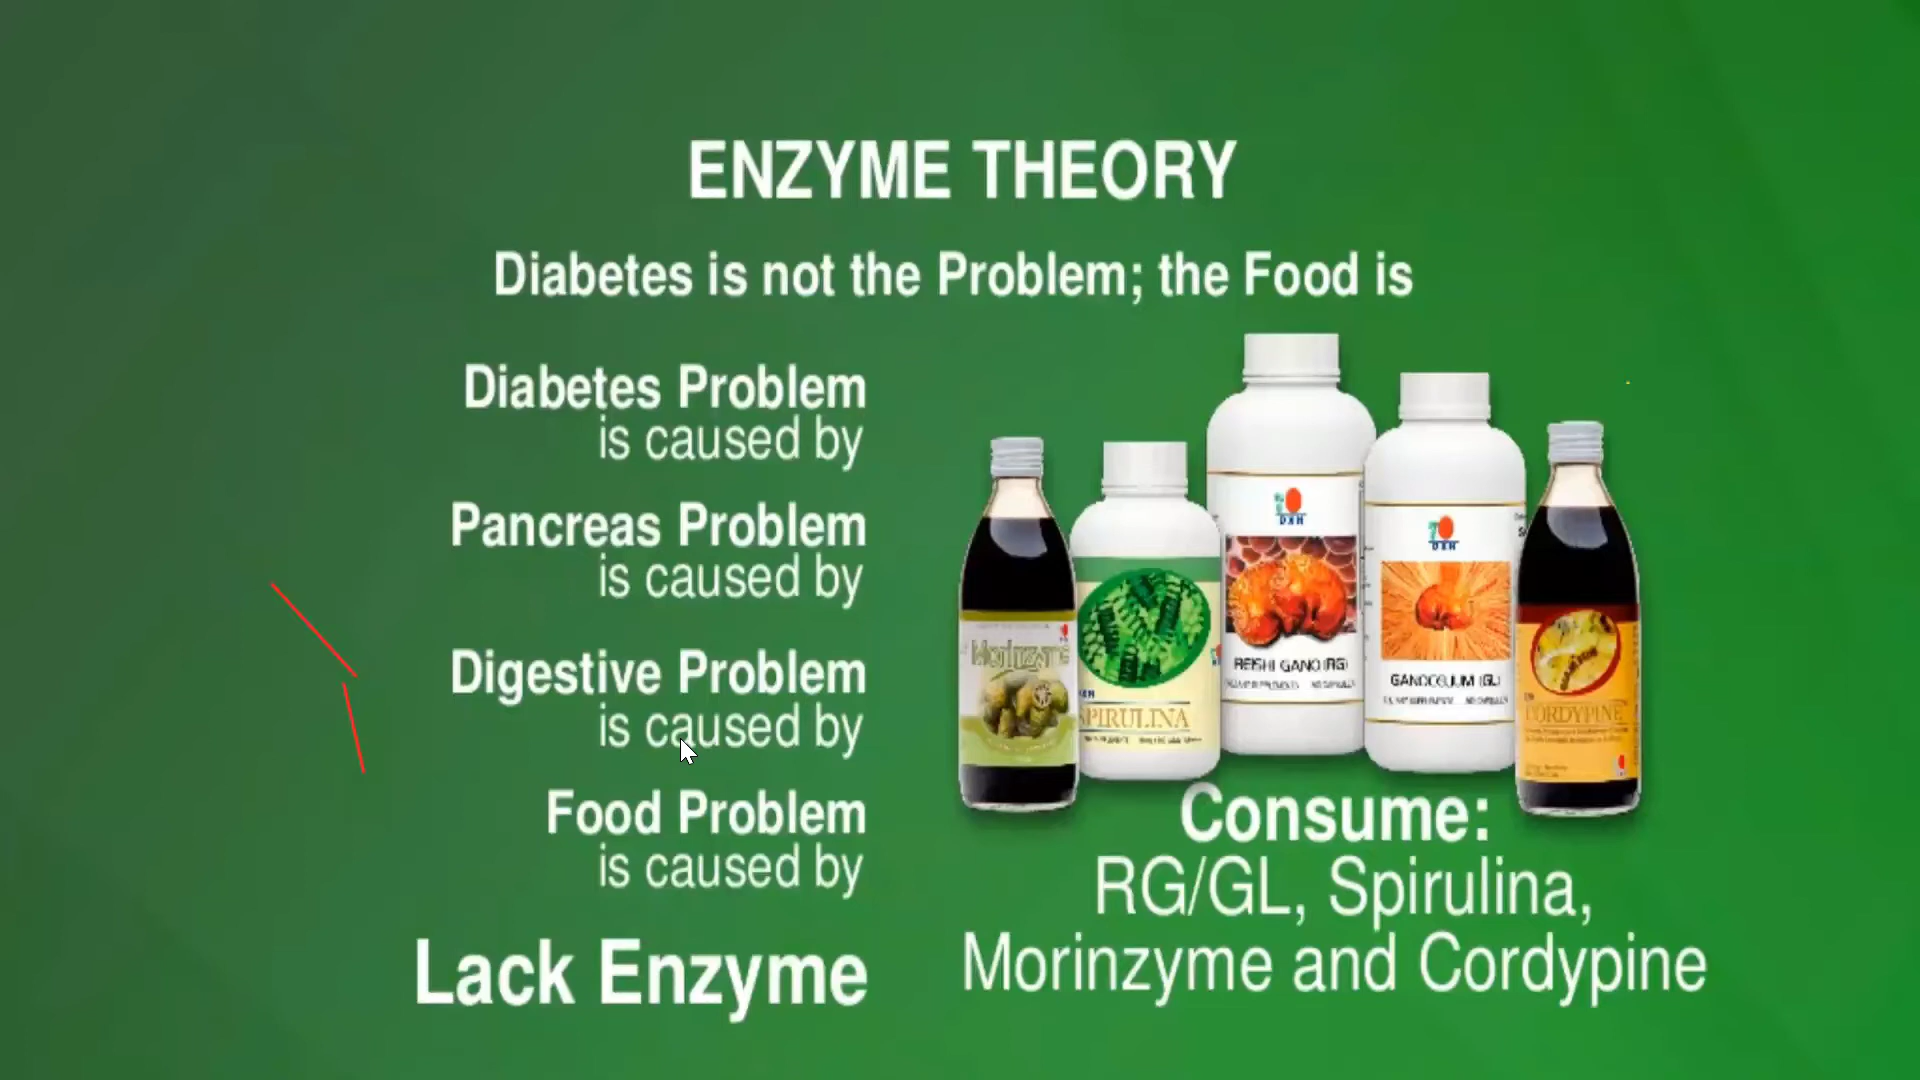 ENZYME THEORY
Diabetes is not the Problem; the Food is
Diabetes Problem
is caused by
Pancreas Problem
is caused by
Digestive Problem
is caused by
Food Problem
is caused by
Lack Enzyme
Morinzyme
SPIRULINA
DXN
REISHI GANO (RG)
DXN
GANOCELIUM (GL)
CORDYPINE
Consume:
RG/GL, Spirulina,
Morinzyme and Cordypine